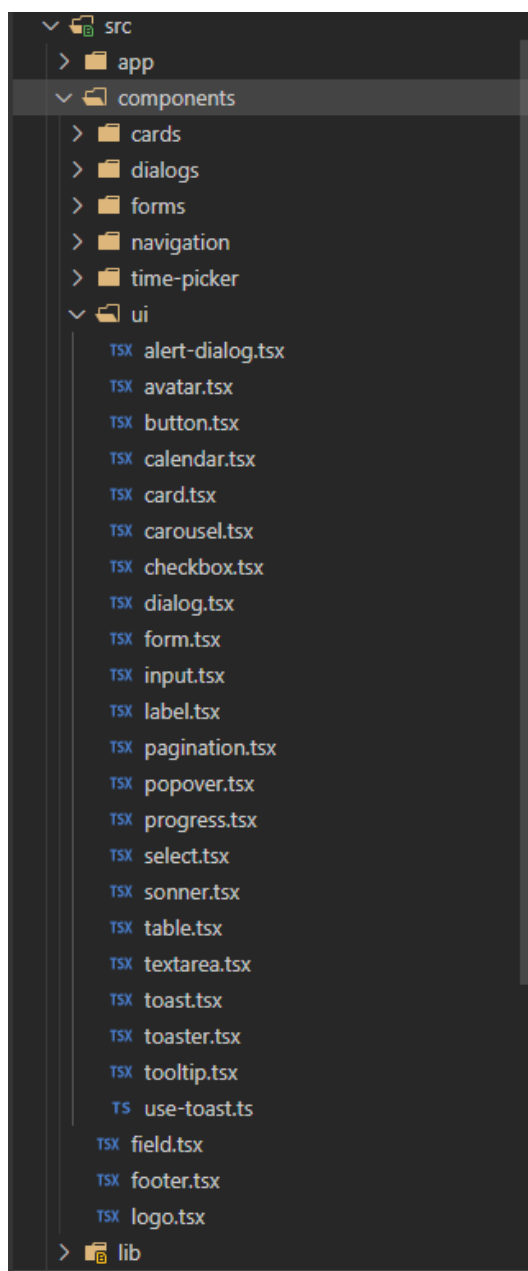 src
app
components
cards
dialogs
forms
navigation
time-picker
ui
TSX alert-dialog.tsx
TSX avatar.tsx
TSX button.tsx
TSX calendar.tsx
TSX card.tsx
TSX carousel.tsx
TSX checkbox.tsx
TSX dialog.tsx
TSX form.tsx
TSX input.tsx
TSX label.tsx
TSX pagination.tsx
TSX popover.tsx
TSX progress.tsx
TSX select.tsx
TSX sonner.tsx
TSX table.tsx
TSX textarea.tsx
TSX toast.tsx
TSX toaster.tsx
TSX tooltip.tsx
TS use-toast.ts
TSX field.tsx
TSX footer.tsx
TSX logo.tsx
lib